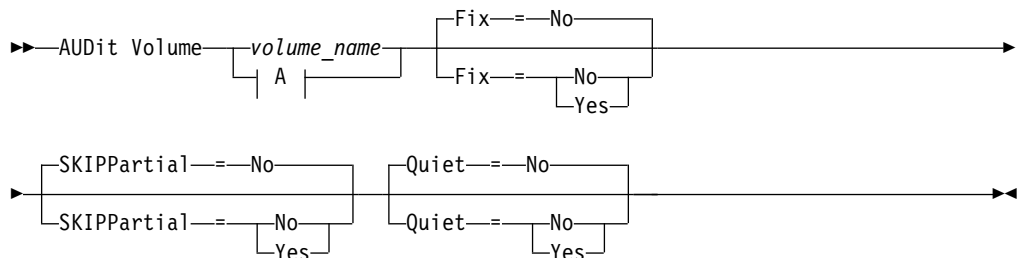 Fix = No
AUDit Volume volume_name
A
Fix = No
Yes
SKIPPartial = No
Quiet = No
SKIPPartial = No
Yes
Quiet = No
Yes